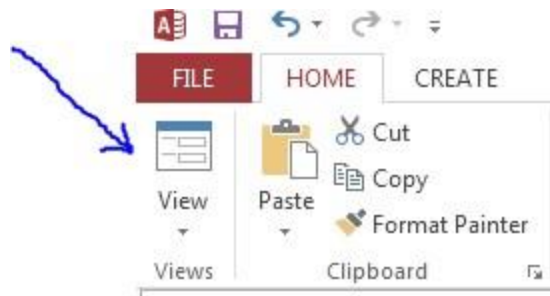 A
FILE HOME CREATE
Cut
Copy
Format Painter
View Paste
Views Clipboard